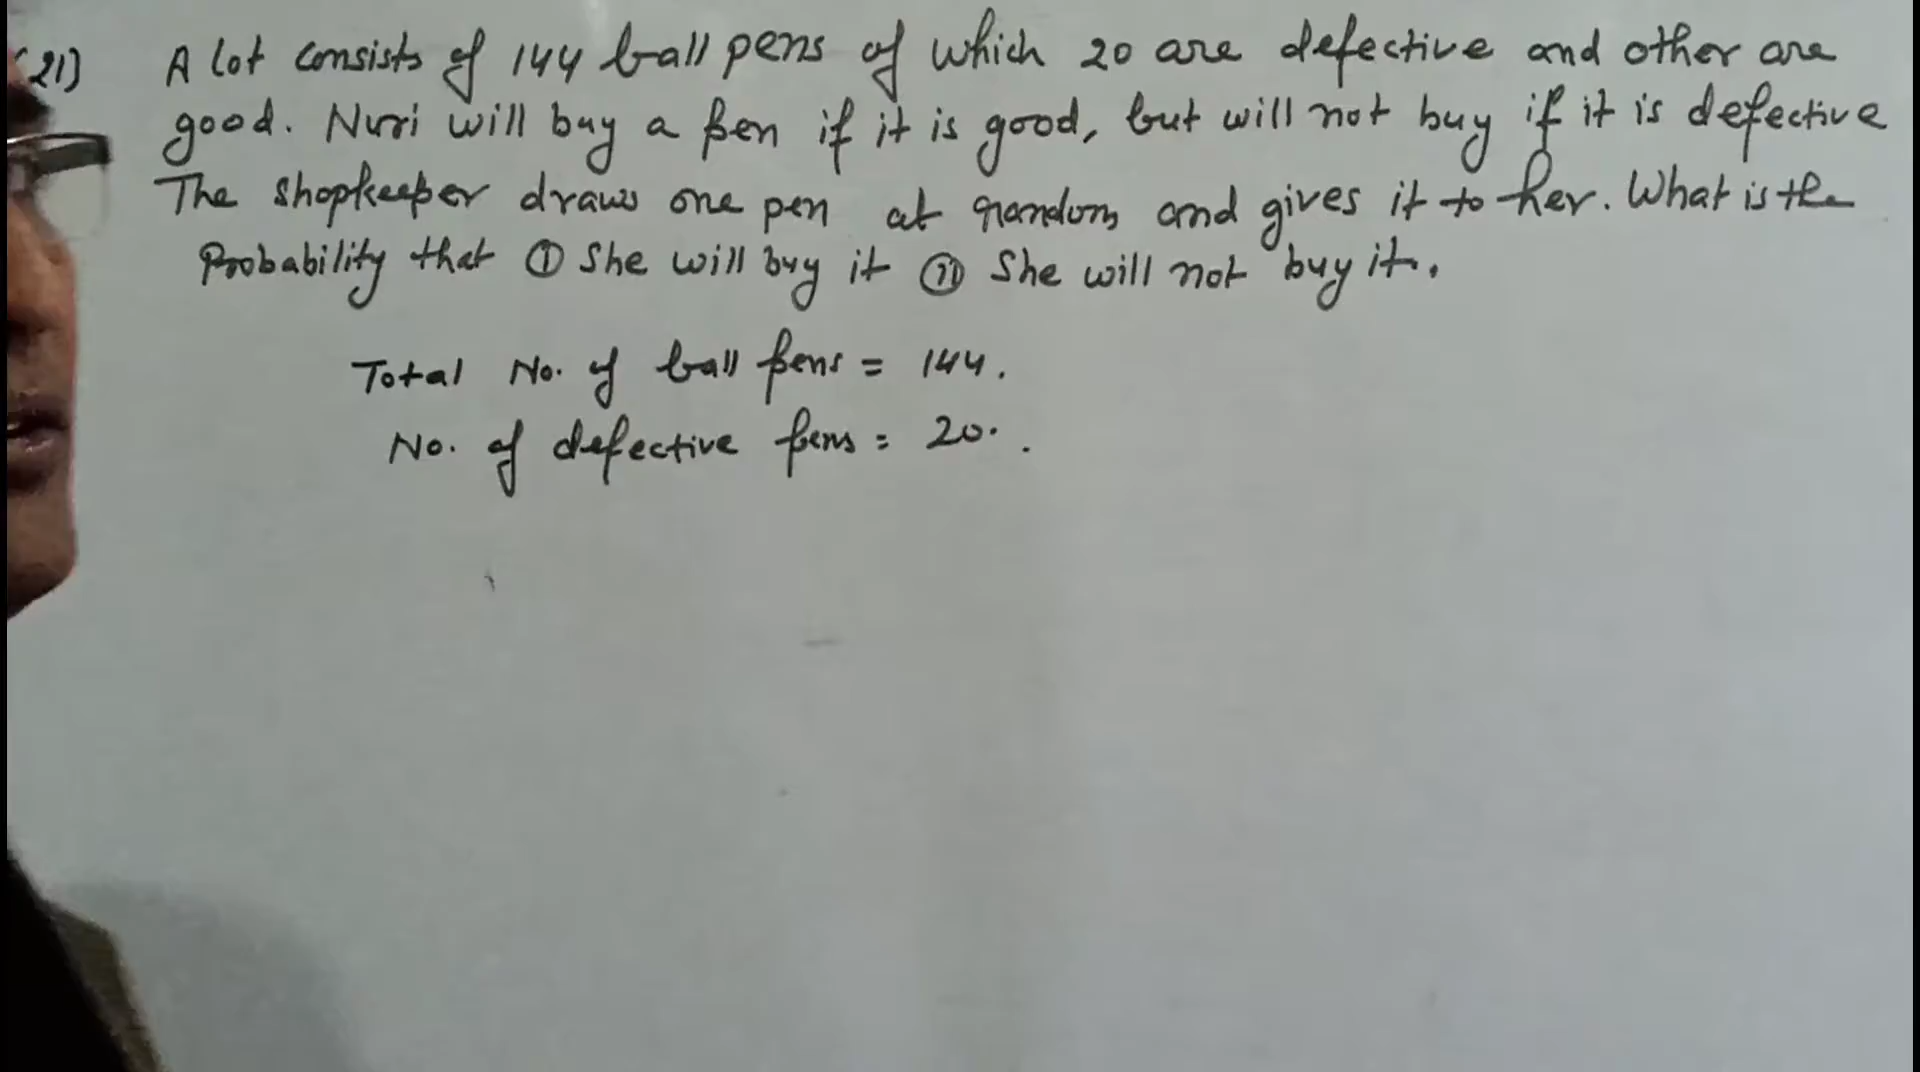 21) A lot consists of 144 ball pens of which 20 are defective and other are
good. Nuri will buy a pen if it is good, but will not buy if it is defective
The shopkeeper draws one pen at random and gives it to her. What is the
Probability that ① She will buy it ⑪ She will not buy it.
Total No. of ball pens = 144.
No. of defective pens = 20.